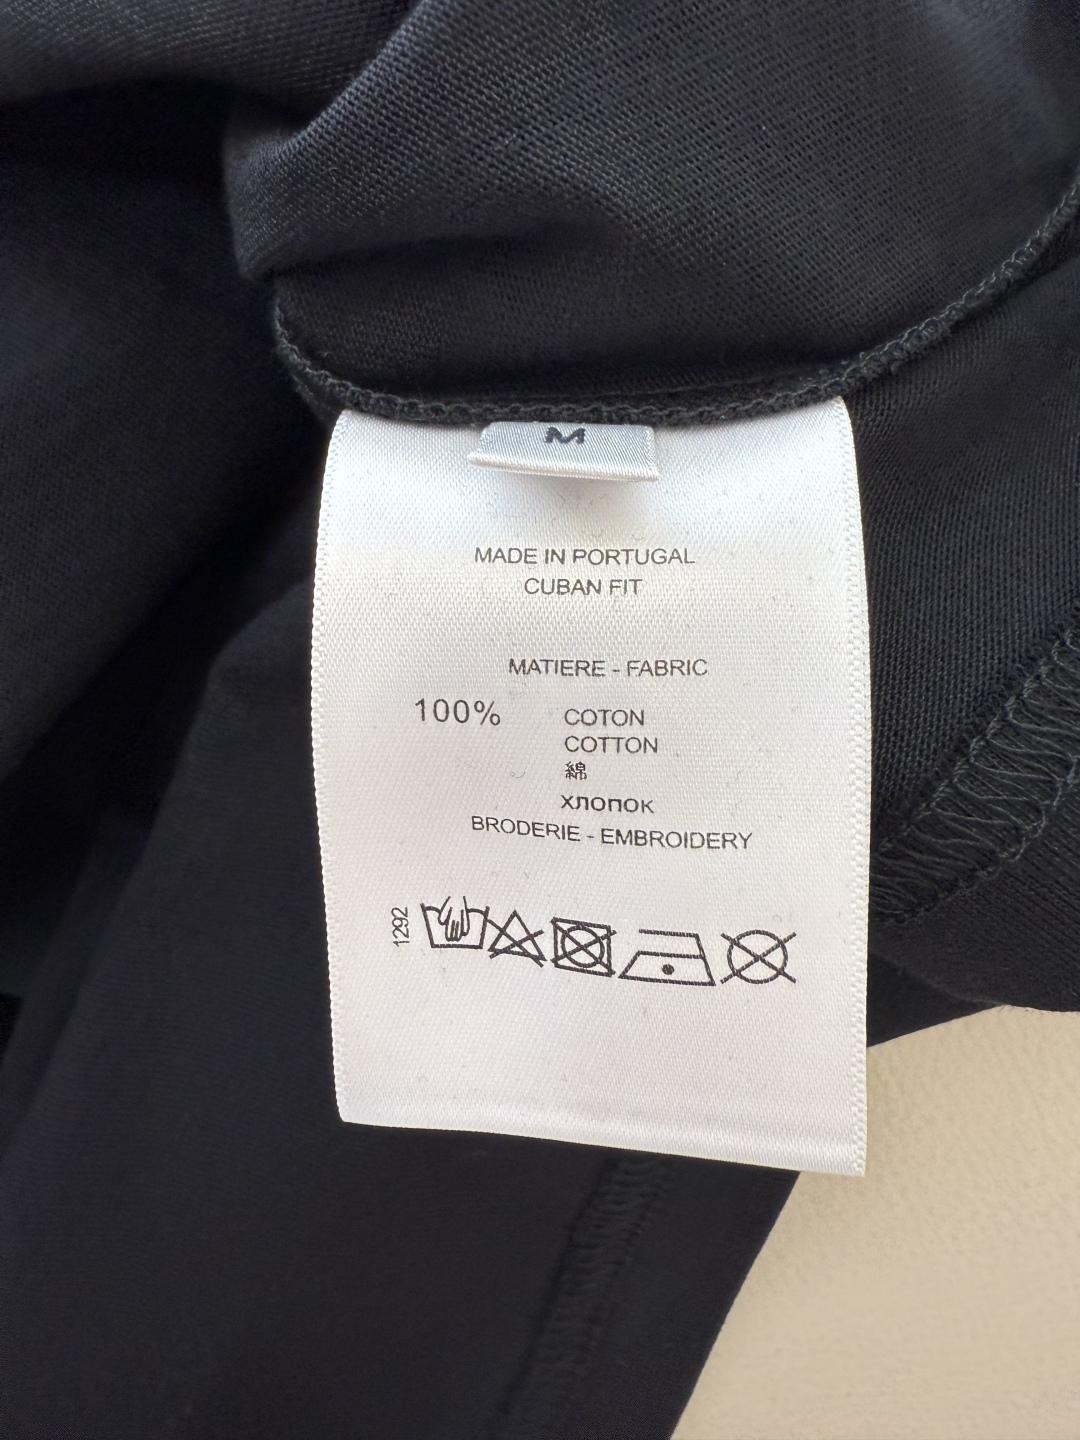 M
MADE IN PORTUGAL
CUBAN FIT
MATIERE - FABRIC
100% COTON
COTTON
綿
хлопок
BRODERIE - EMBROIDERY
1292